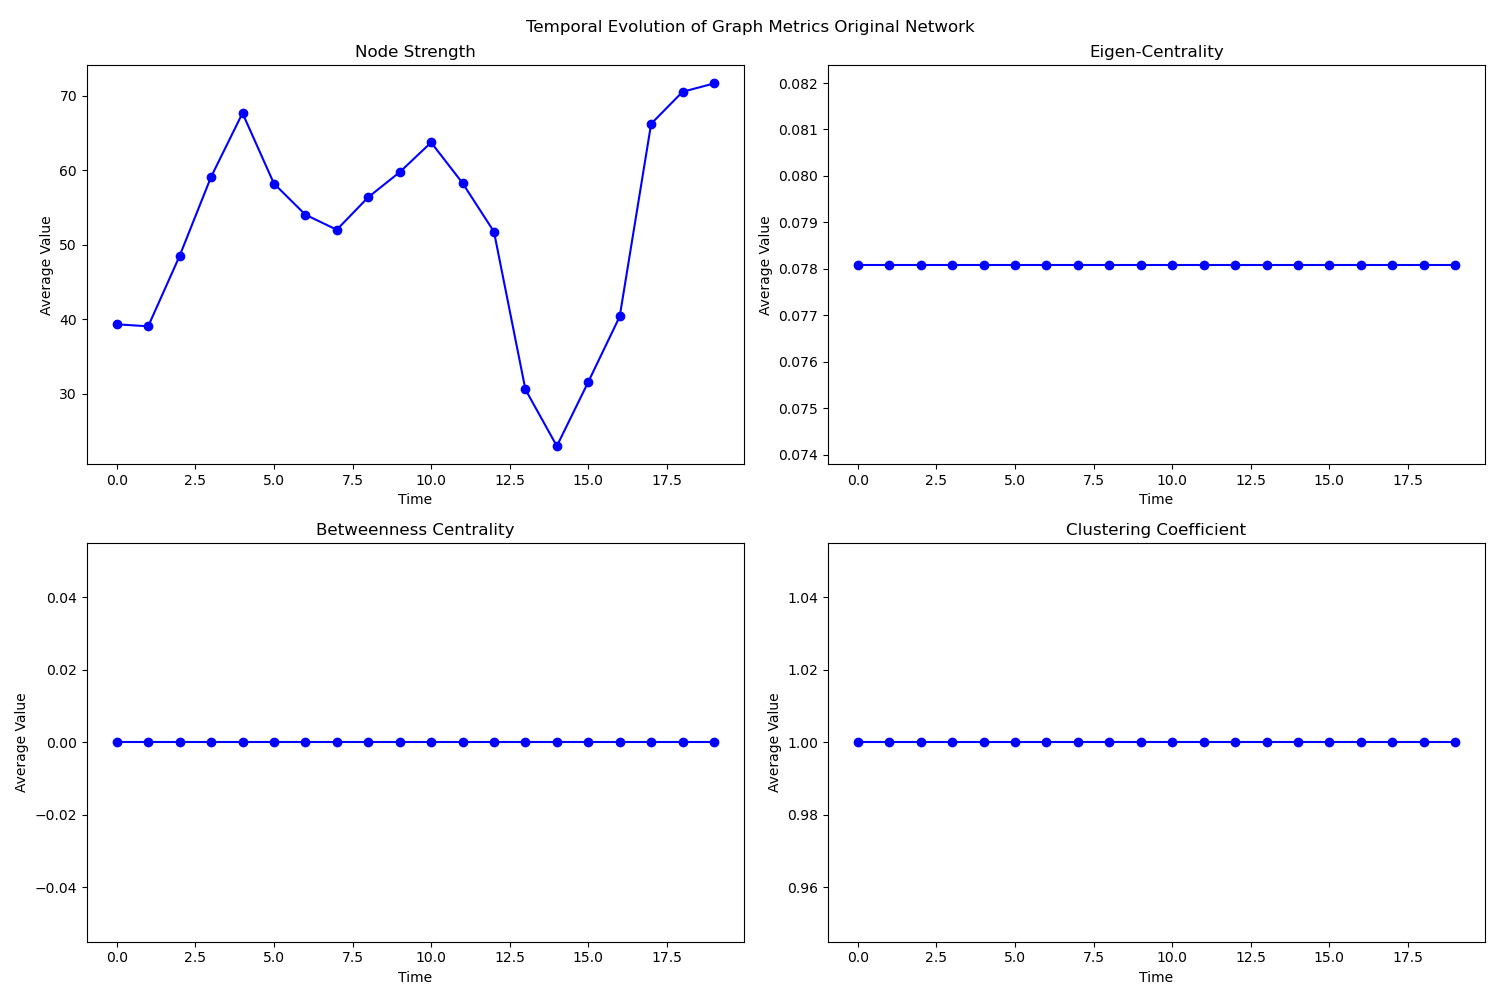 Temporal Evolution of Graph Metrics Original Network
Node Strength
Average Value
70
60
50
40
30
0.0 2.5 5.0 7.5 10.0 12.5 15.0 17.5
Time
Eigen-Centrality
Average Value
0.082
0.081
0.080
0.079
0.078
0.077
0.076
0.075
0.074
0.0 2.5 5.0 7.5 10.0 12.5 15.0 17.5
Time
Betweenness Centrality
Average Value
0.04
0.02
0.00
−0.02
−0.04
0.0 2.5 5.0 7.5 10.0 12.5 15.0 17.5
Time
Clustering Coefficient
Average Value
1.04
1.02
1.00
0.98
0.96
0.0 2.5 5.0 7.5 10.0 12.5 15.0 17.5
Time